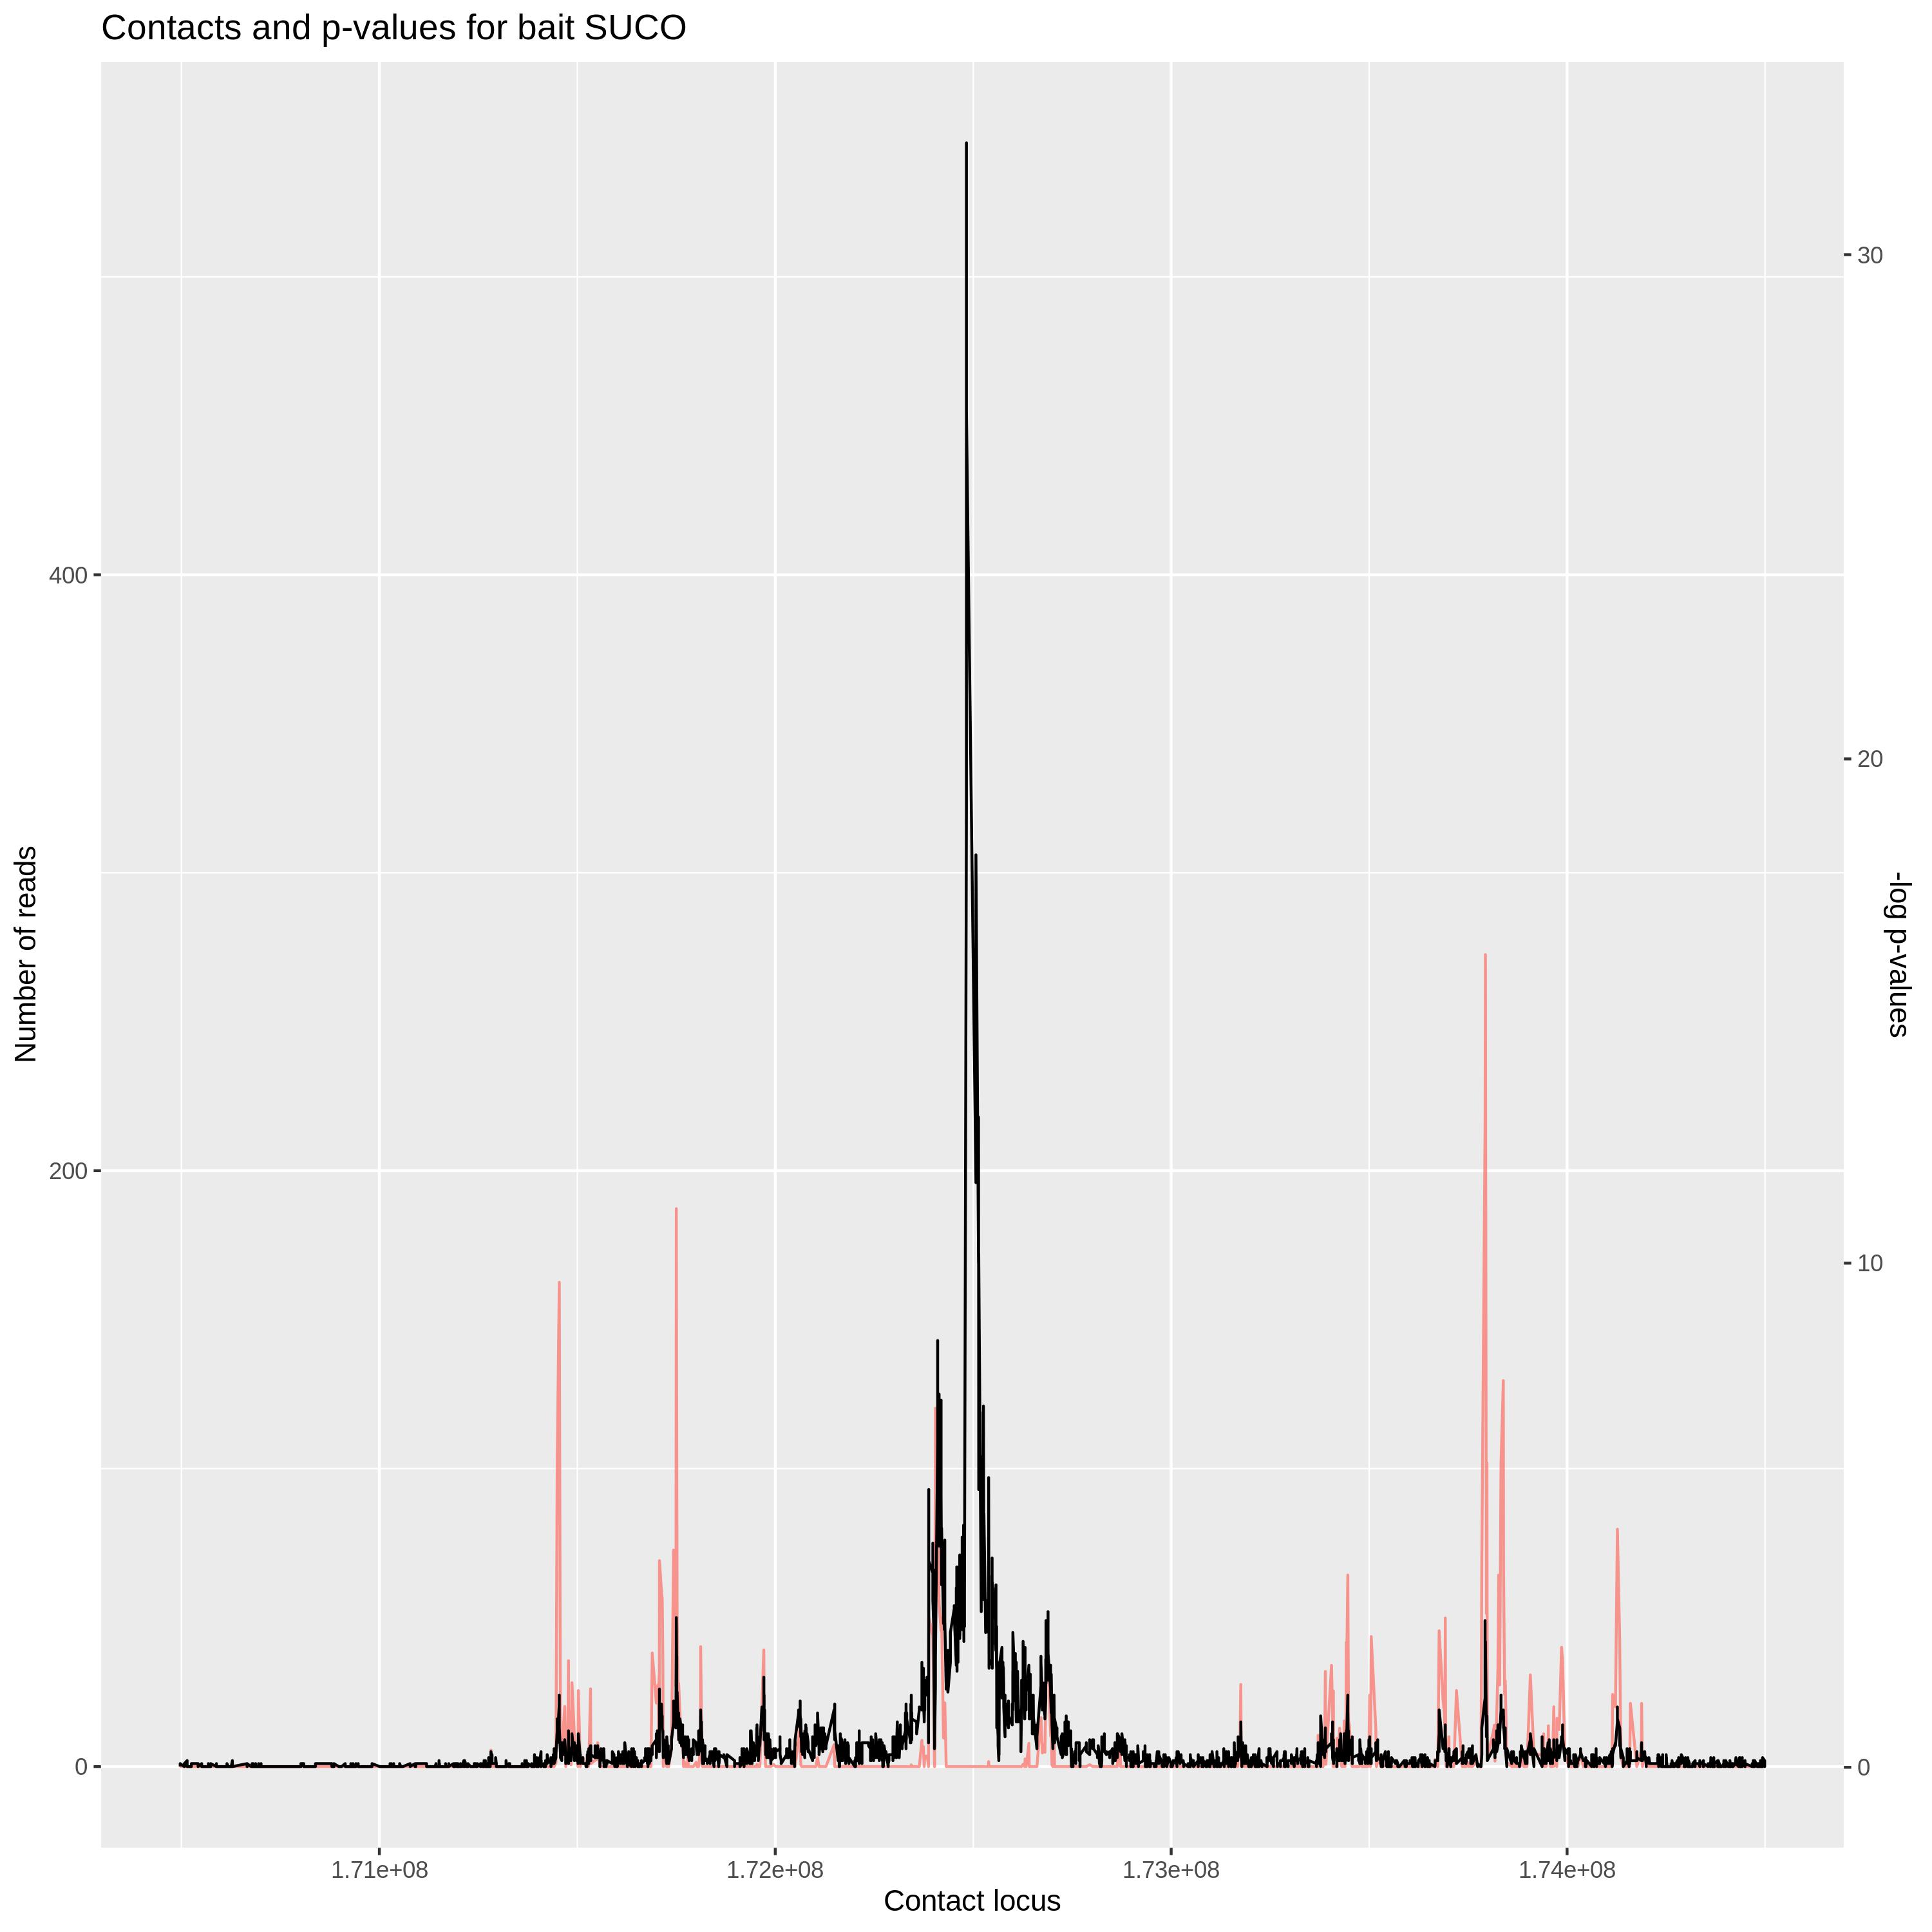 Contacts and p-values for bait SUCO
Number of reads
400
200
0
30
20
10
0
-log p-values
1.71e+08
1.72e+08
1.73e+08
1.74e+08
Contact locus